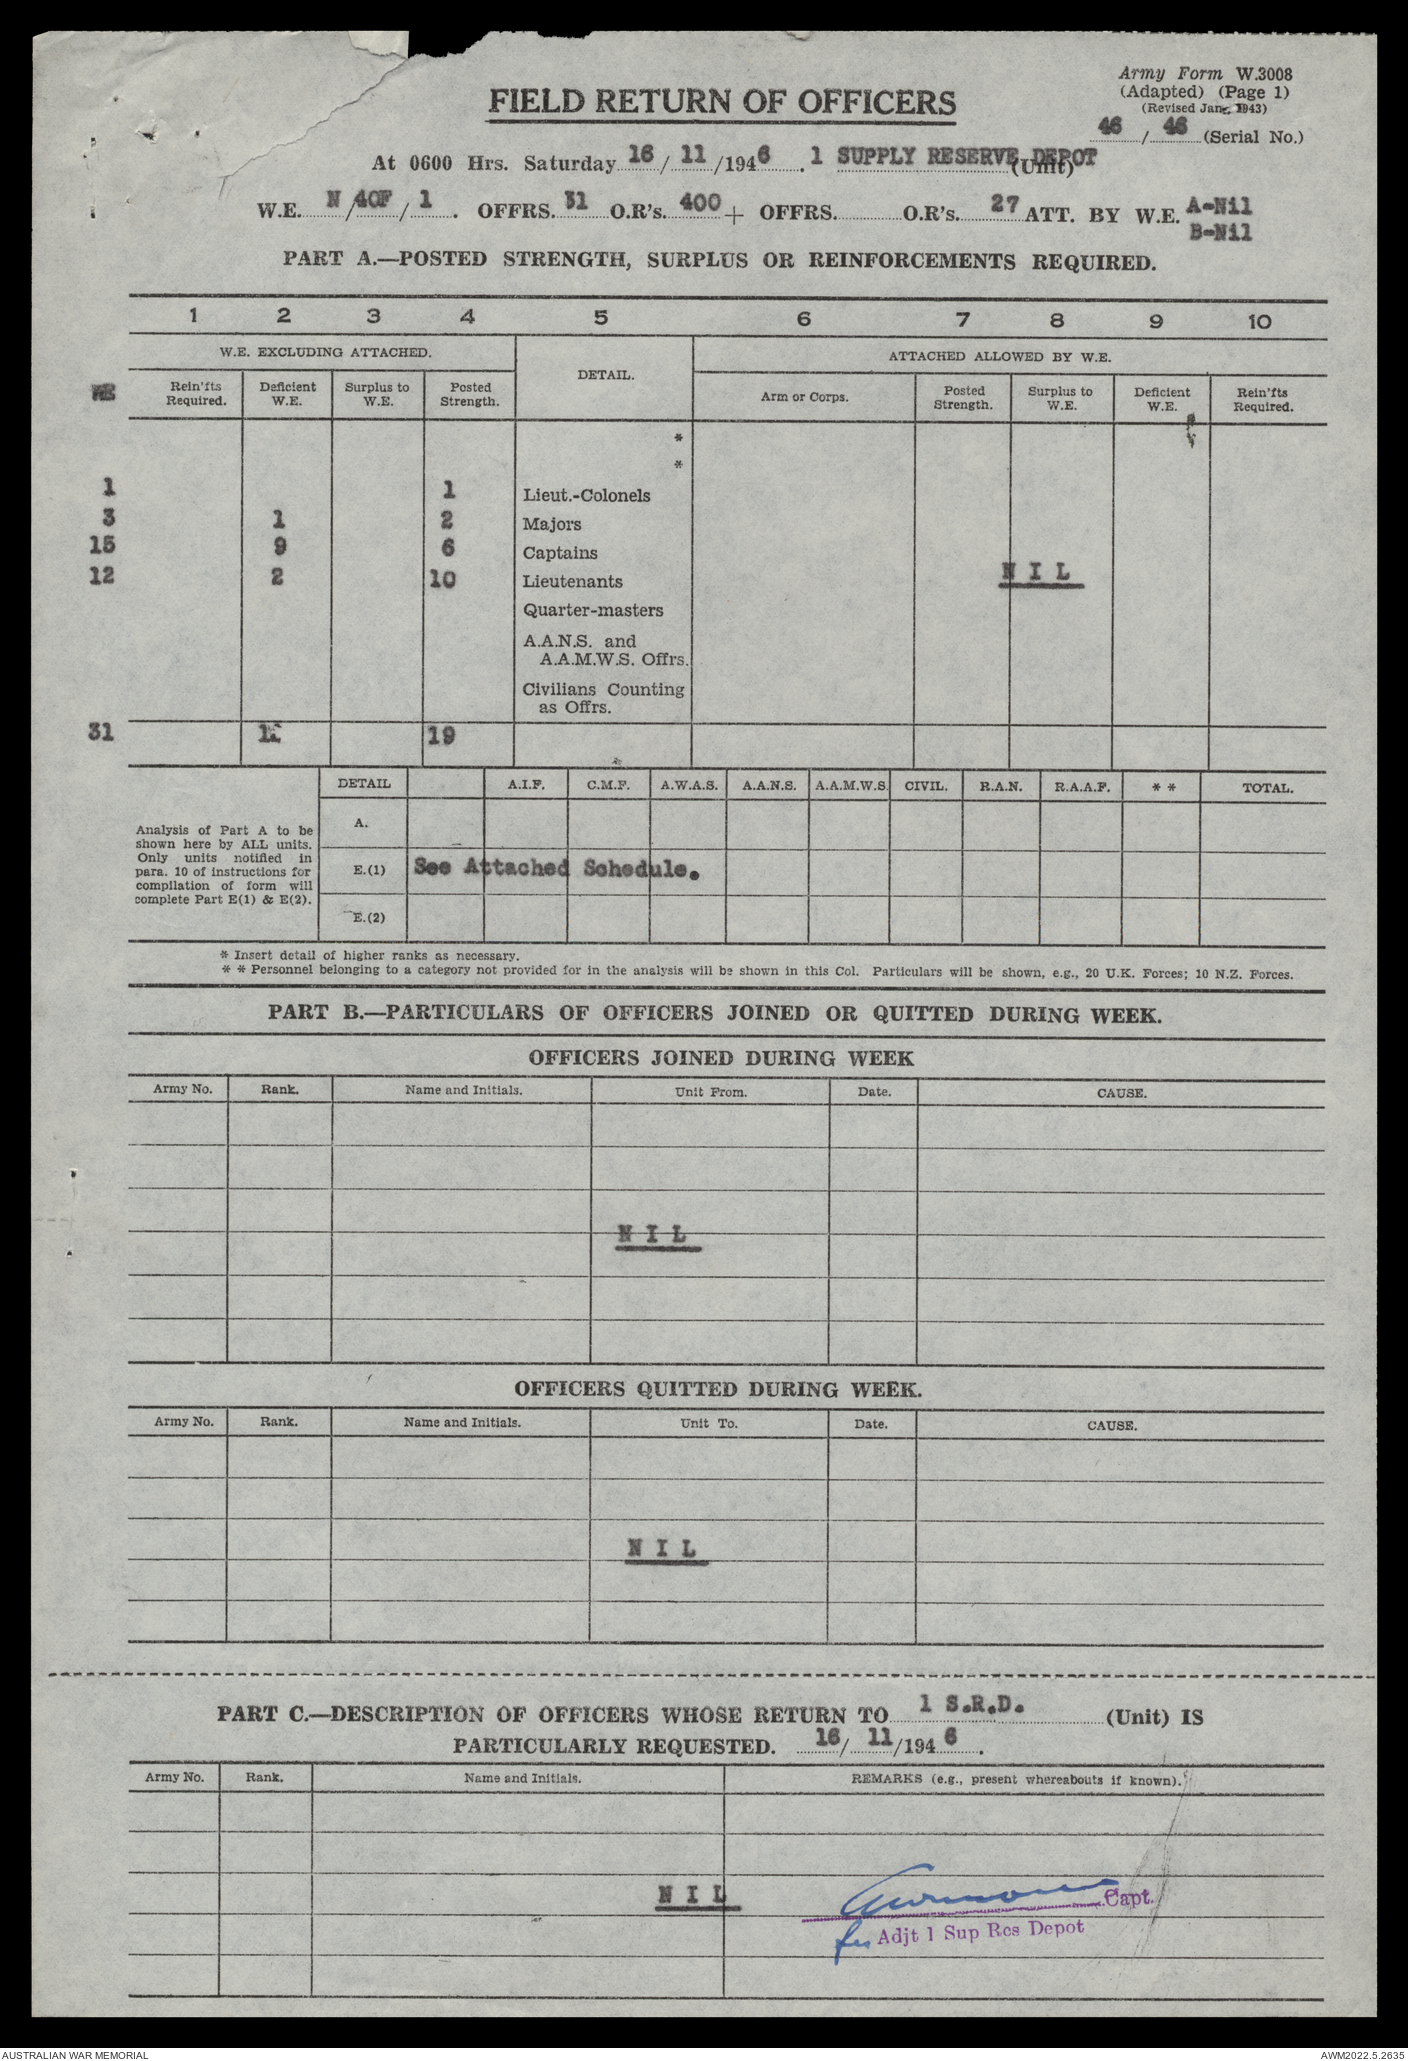 Army Form W.3008
(Adapted) (Page 1)
(Revised Jan., 1943)
46 / 46 (Serial No.)
FIELD RETURN OF OFFICERS
At 0600 Hrs. Saturday 16 / 11 /1946 . 1 SUPPLY RESERVE DEPOT (Unit)
W.E. N /40F / 1 . OFFRS. 31 O.R's. 400 + OFFRS. O.R's. 27 ATT. BY W.E. A-Nil
B-Nil
PART A.—POSTED STRENGTH, SURPLUS OR REINFORCEMENTS REQUIRED.
1 2 3 4 5 6 7 8 9 10
W.E. EXCLUDING ATTACHED. DETAIL. ATTACHED ALLOWED BY W.E.
WE Rein'fts Required. Deficient W.E. Surplus to W.E. Posted Strength. Arm or Corps. Posted Strength. Surplus to W.E. Deficient W.E. Rein'fts Required.
*
*
1 1 Lieut.-Colonels
3 1 2 Majors
15 9 6 Captains
12 2 10 Lieutenants N I L
Quarter-masters
A.A.N.S. and
A.A.M.W.S. Offrs.
Civilians Counting
as Offrs.
31 12 19
DETAIL A.I.F. C.M.F. A.W.A.S. A.A.N.S. A.A.M.W.S. CIVIL. R.A.N. R.A.A.F. * * TOTAL.
Analysis of Part A to be
shown here by ALL units.
Only units notified in
para. 10 of instructions for
compilation of form will
complete Part E(1) & E(2).
A.
E.(1) See Attached Schedule.
E.(2)
* Insert detail of higher ranks as necessary.
* * Personnel belonging to a category not provided for in the analysis will be shown in this Col. Particulars will be shown, e.g., 20 U.K. Forces; 10 N.Z. Forces.
PART B.—PARTICULARS OF OFFICERS JOINED OR QUITTED DURING WEEK.
OFFICERS JOINED DURING WEEK
Army No. Rank. Name and Initials. Unit From. Date. CAUSE.
N I L
OFFICERS QUITTED DURING WEEK.
Army No. Rank. Name and Initials. Unit To. Date. CAUSE.
N I L
PART C.—DESCRIPTION OF OFFICERS WHOSE RETURN TO 1 S.R.D. (Unit) IS
PARTICULARLY REQUESTED. 16/ 11/194 6 .
Army No. Rank. Name and Initials. REMARKS (e.g., present whereabouts if known).
N I L
Capt.
for Adjt 1 Sup Res Depot
AUSTRALIAN WAR MEMORIAL
AWM2022.5.2635